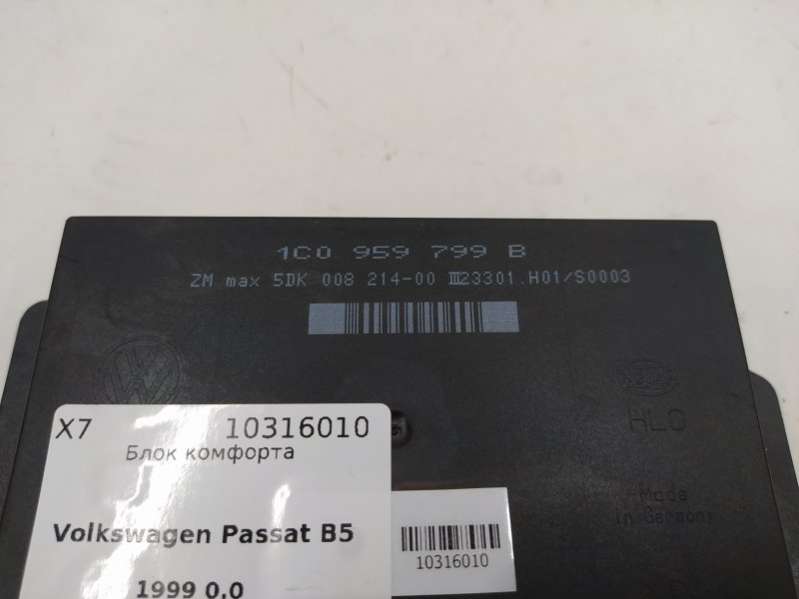 1C0 959 799 B
ZM max 5DK 008 214-00 III23301.H01/S0003
HLO
Made
in Germany
X7 10316010
Блок комфорта
Volkswagen Passat B5
1999 0,0
10316010